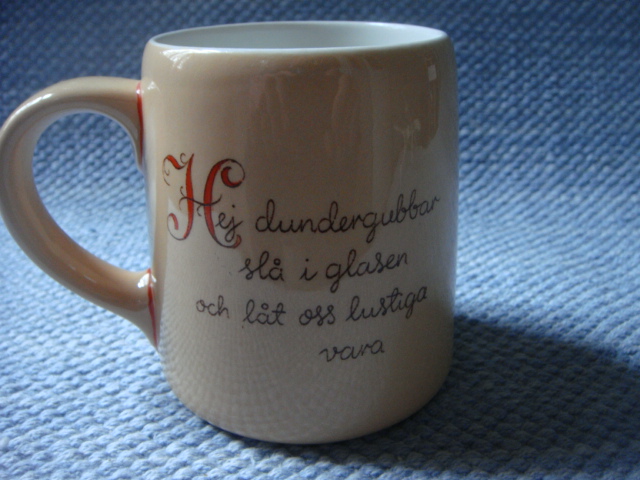 Hej dundergubbar
slå i glasen
och låt oss lustiga
vara